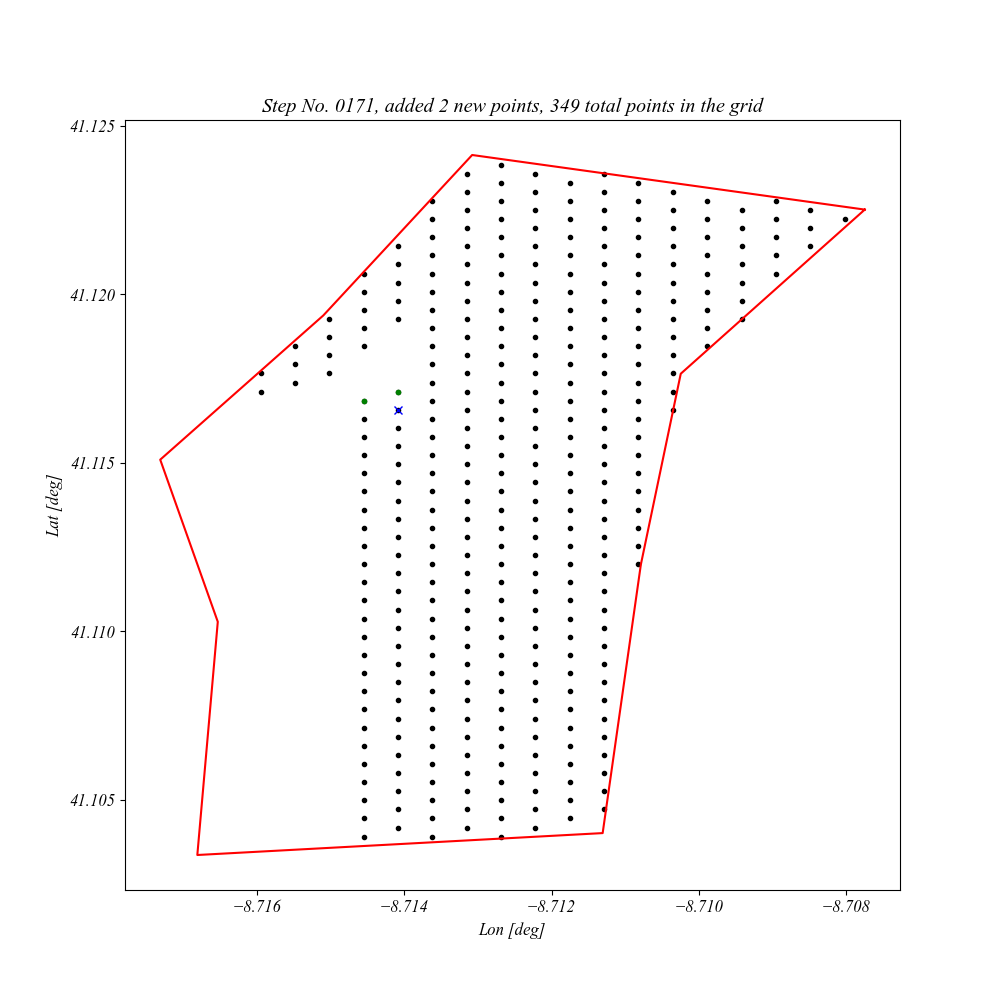 Step No. 0171, added 2 new points, 349 total points in the grid
41.125
41.120
41.115
41.110
41.105
Lat [deg]
−8.716 −8.714 −8.712 −8.710 −8.708
Lon [deg]